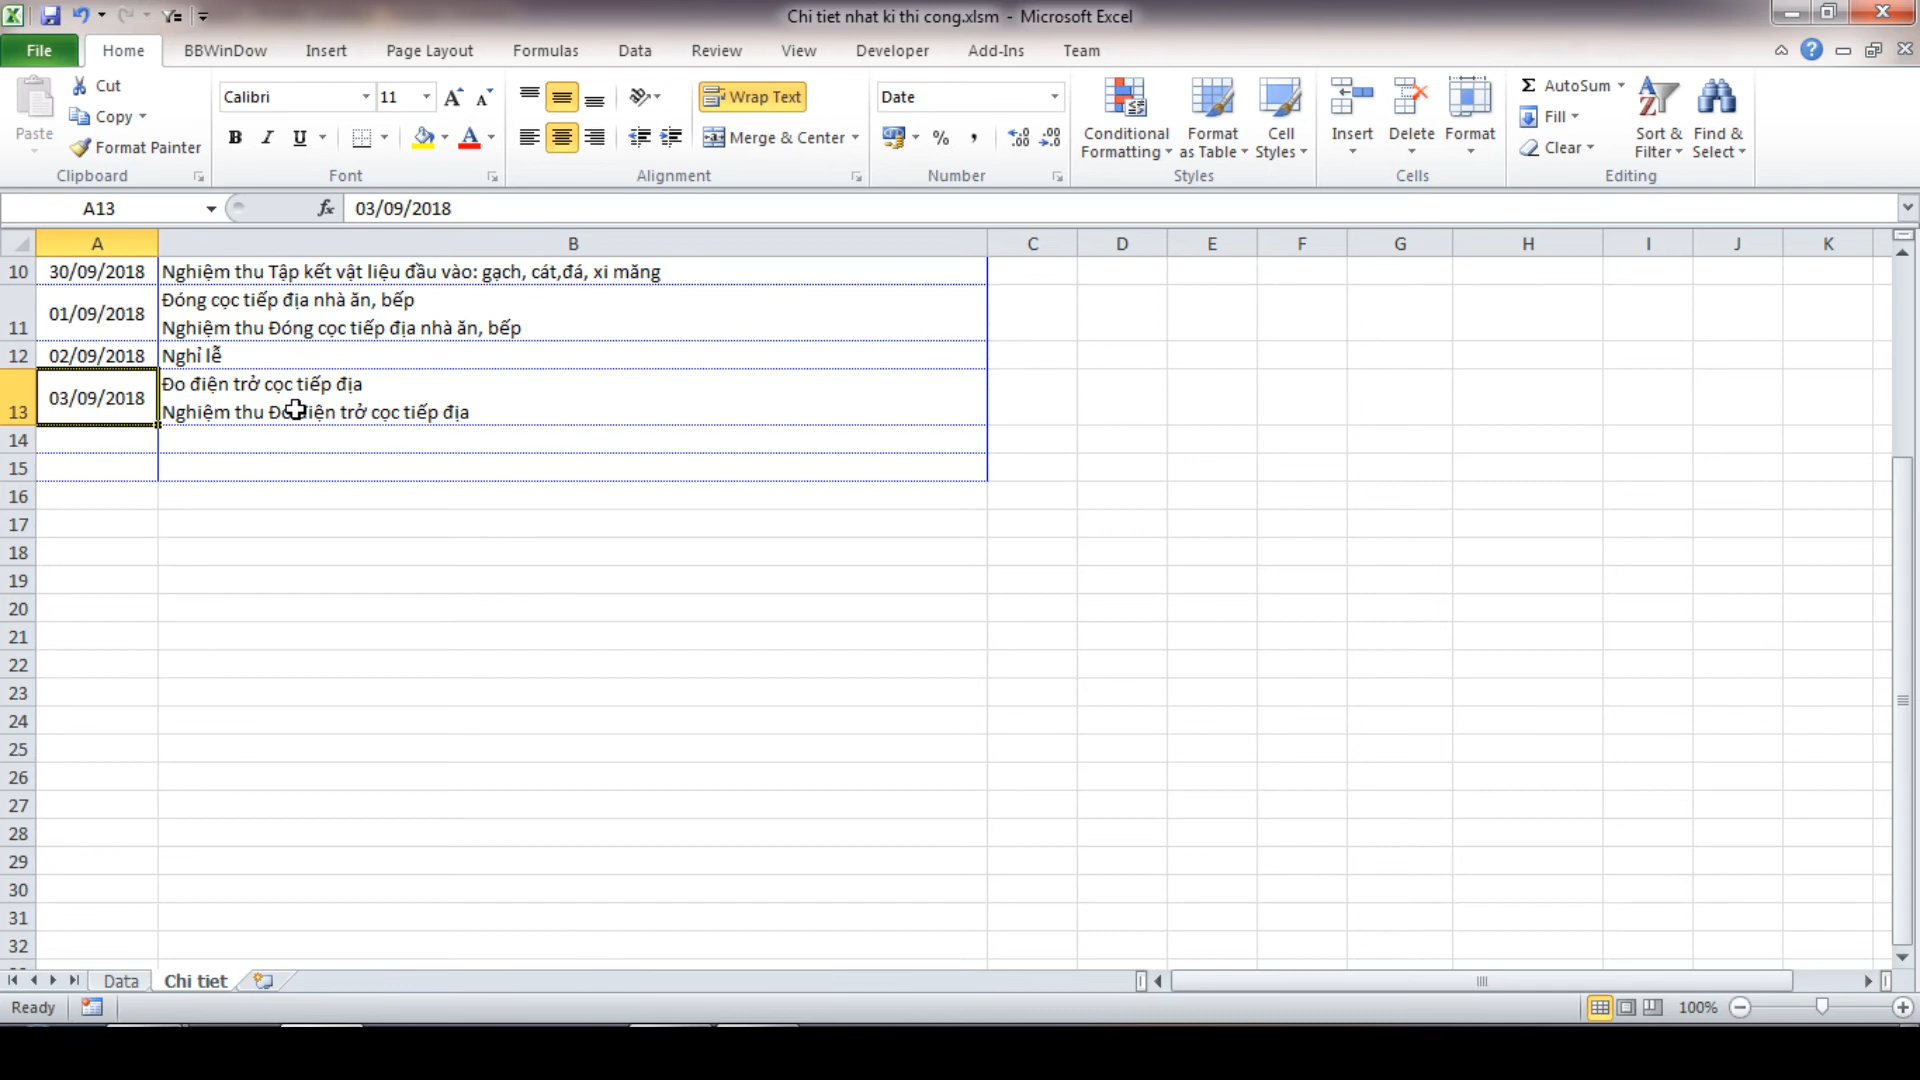 Chi tiet nhat ki thi cong.xlsm - Microsoft Excel
File Home BBWinDow Insert Page Layout Formulas Data Review View Developer Add-Ins Team
Paste
Cut
Copy
Format Painter
Clipboard
Calibri 11
B I U
Font
Wrap Text
Merge & Center
Alignment
Date
% ,
Number
Conditional Formatting
Format as Table
Cell Styles
Styles
Insert
Delete
Format
Cells
Σ AutoSum
Fill
Clear
Sort & Filter
Find & Select
Editing
A13 fx 03/09/2018
A B C D E F G H I J K
10 30/09/2018 Nghiệm thu Tập kết vật liệu đầu vào: gạch, cát,đá, xi măng
11 01/09/2018 Đóng cọc tiếp địa nhà ăn, bếp
Nghiệm thu Đóng cọc tiếp địa nhà ăn, bếp
12 02/09/2018 Nghỉ lễ
13 03/09/2018 Đo điện trở cọc tiếp địa
Nghiệm thu Đo điện trở cọc tiếp địa
14
15
16
17
18
19
20
21
22
23
24
25
26
27
28
29
30
31
32
Data Chi tiet
Ready 100%